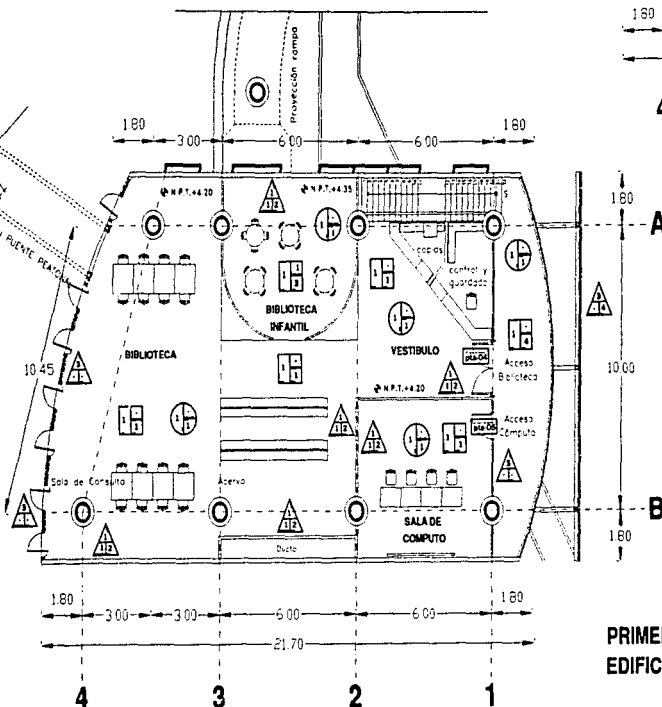 1.80
Proyección rampa
1.80 3.00 6.00 6.00 1.80
N.P.T.+4.20
N.P.T.+4.35
S
1.80
A
PUENTE PEATONAL
copias
control y
guardado
BIBLIOTECA
INFANTIL
BIBLIOTECA
VESTIBULO
pta-04
Acceso
Biblioteca
10.45
10.00
N.P.T.+4.20
pta-05
Acceso
Cómputo
Sala de Consulta
Acervo
SALA DE
COMPUTO
Ducto
B
1.80
1.80 3.00 3.00 6.00 6.00 1.80
21.70
PRIME
EDIFIC
4 3 2 1